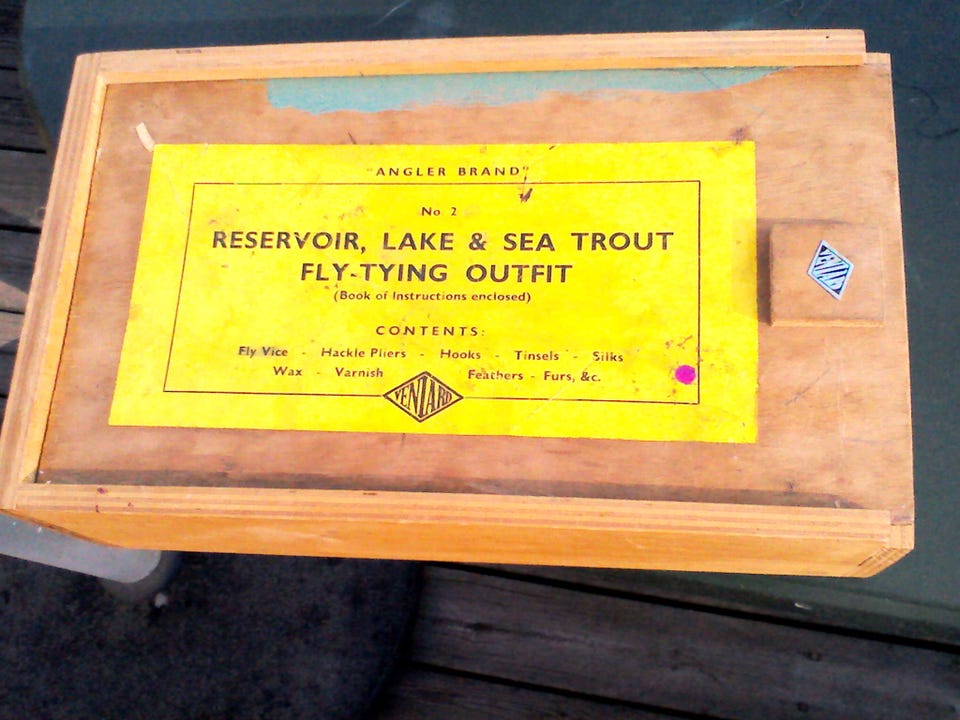 "ANGLER BRAND"
No 2
RESERVOIR, LAKE & SEA TROUT
FLY-TYING OUTFIT
(Book of Instructions enclosed)
CONTENTS:
Fly Vice - Hackle Pliers - Hooks - Tinsels - Silks
Wax - Varnish Feathers - Furs, &c.
VENIARD
VENIARD